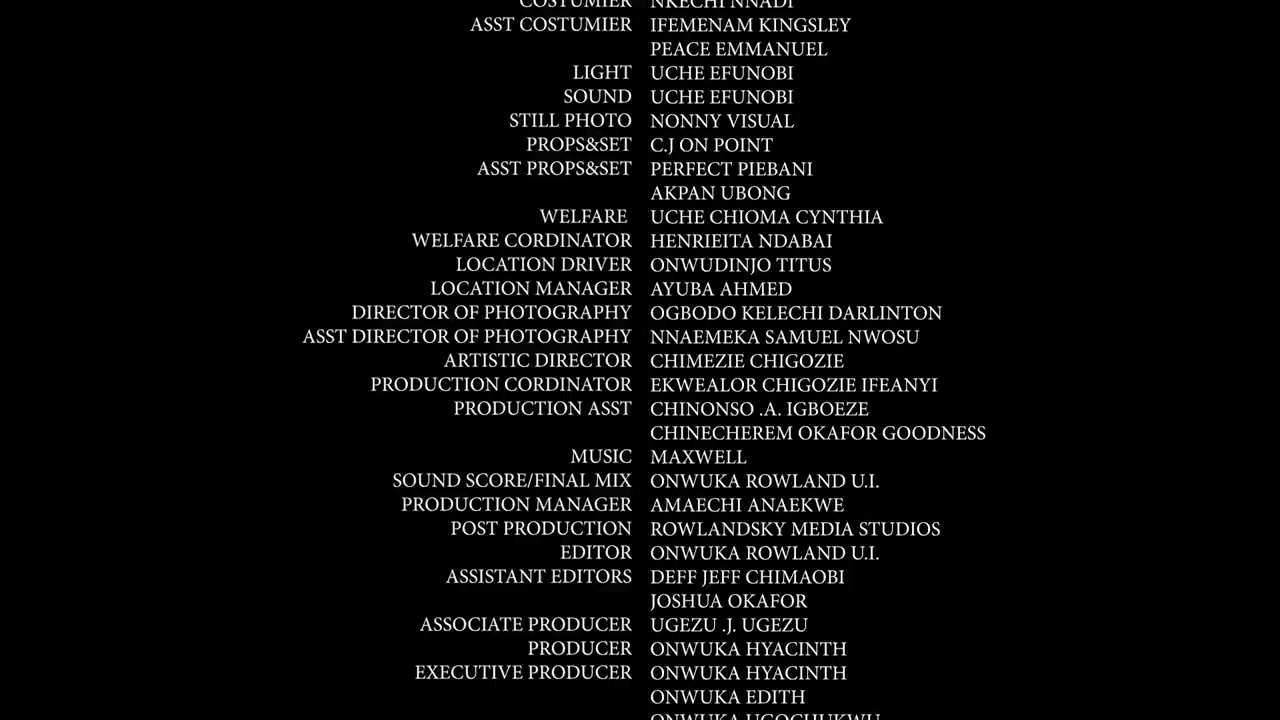 COSTUMIER NKECHI NNADI
ASST COSTUMIER IFEMENAM KINGSLEY
PEACE EMMANUEL
LIGHT UCHE EFUNOBI
SOUND UCHE EFUNOBI
STILL PHOTO NONNY VISUAL
PROPS&SET C.J ON POINT
ASST PROPS&SET PERFECT PIEBANI
AKPAN UBONG
WELFARE UCHE CHIOMA CYNTHIA
WELFARE CORDINATOR HENRIEITA NDABAI
LOCATION DRIVER ONWUDINJO TITUS
LOCATION MANAGER AYUBA AHMED
DIRECTOR OF PHOTOGRAPHY OGBODO KELECHI DARLINTON
ASST DIRECTOR OF PHOTOGRAPHY NNAEMEKA SAMUEL NWOSU
ARTISTIC DIRECTOR CHIMEZIE CHIGOZIE
PRODUCTION CORDINATOR EKWEALOR CHIGOZIE IFEANYI
PRODUCTION ASST CHINONSO .A. IGBOEZE
CHINECHEREM OKAFOR GOODNESS
MUSIC MAXWELL
SOUND SCORE/FINAL MIX ONWUKA ROWLAND U.I.
PRODUCTION MANAGER AMAECHI ANAEKWE
POST PRODUCTION ROWLANDSKY MEDIA STUDIOS
EDITOR ONWUKA ROWLAND U.I.
ASSISTANT EDITORS DEFF JEFF CHIMAOBI
JOSHUA OKAFOR
ASSOCIATE PRODUCER UGEZU .J. UGEZU
PRODUCER ONWUKA HYACINTH
EXECUTIVE PRODUCER ONWUKA HYACINTH
ONWUKA EDITH
ONWUKA UGOCHUKWU